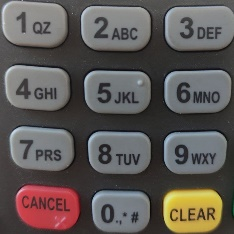 1 QZ 2 ABC 3 DEF
4 GHI 5 JKL 6 MNO
7 PRS 8 TUV 9 WXY
CANCEL 0.,* # CLEAR